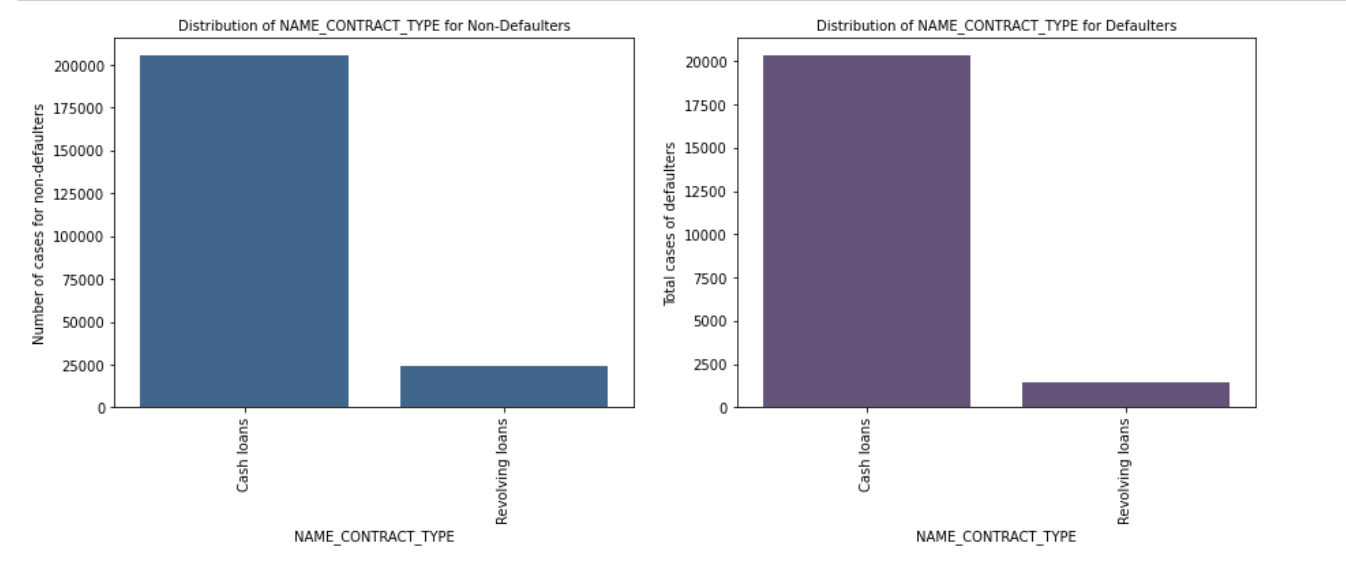 Distribution of NAME_CONTRACT_TYPE for Non-Defaulters
Number of cases for non-defaulters
200000
175000
150000
125000
100000
75000
50000
25000
0
Cash loans
Revolving loans
NAME_CONTRACT_TYPE
Distribution of NAME_CONTRACT_TYPE for Defaulters
Total cases of defaulters
20000
17500
15000
12500
10000
7500
5000
2500
0
Cash loans
Revolving loans
NAME_CONTRACT_TYPE